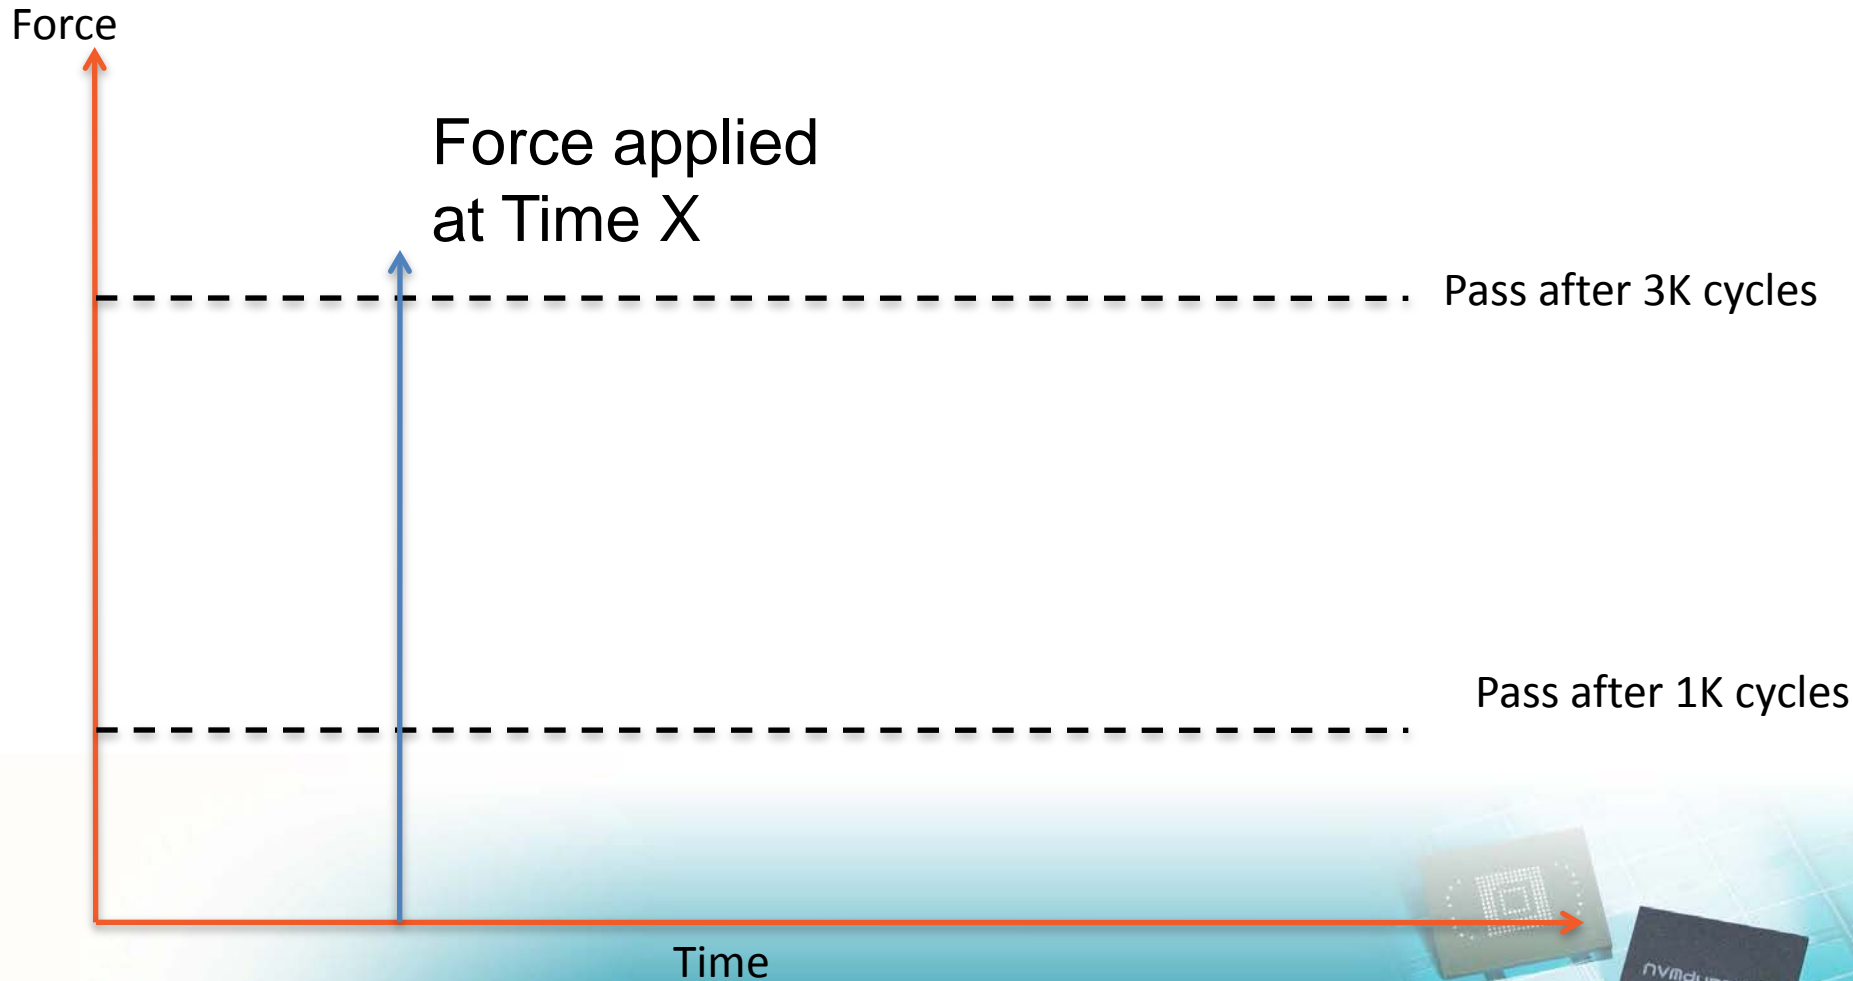 Force
Force applied
at Time X
Pass after 3K cycles
Pass after 1K cycles
Time